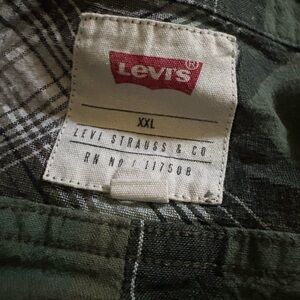 LEVI'S®
XXL
LEVI STRAUSS & CO
RN NO / 117508